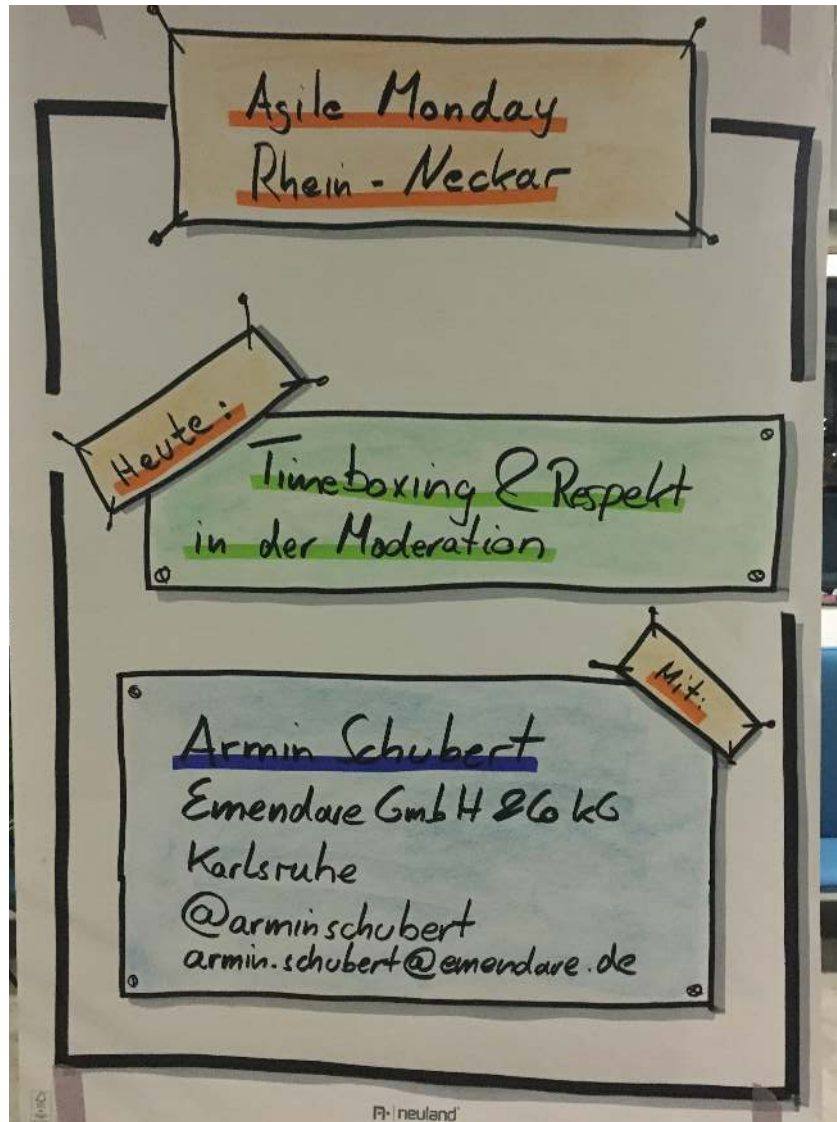 Agile Monday
Rhein - Neckar
Heute:
Timeboxing & Respekt
in der Moderation
Mit:
Armin Schubert
Emendare GmbH & Co KG
Karlsruhe
@arminschubert
armin.schubert@emendare.de
neuland